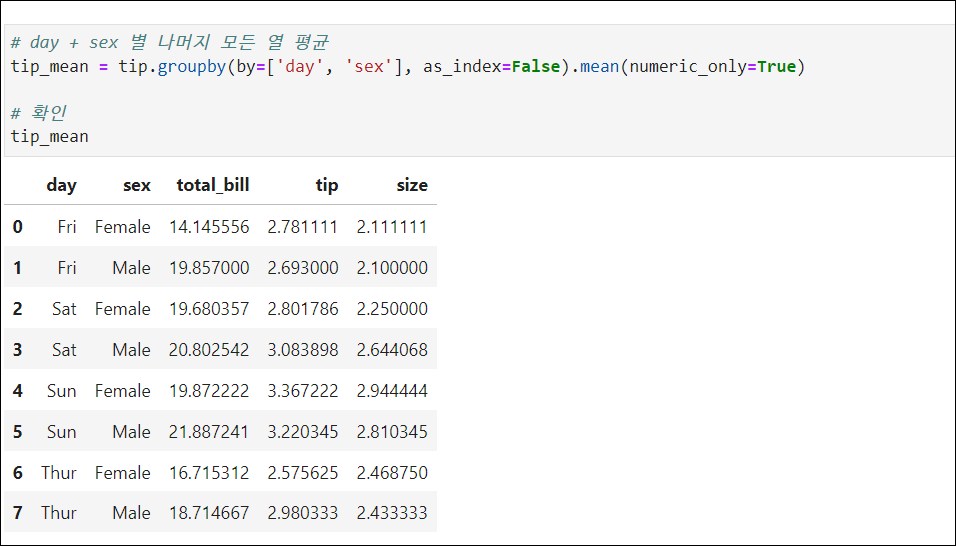 # day + sex 별 나머지 모든 열 평균
tip_mean = tip.groupby(by=['day', 'sex'], as_index=False).mean(numeric_only=True)
# 확인
tip_mean
day sex total_bill tip size
0 Fri Female 14.145556 2.781111 2.111111
1 Fri Male 19.857000 2.693000 2.100000
2 Sat Female 19.680357 2.801786 2.250000
3 Sat Male 20.802542 3.083898 2.644068
4 Sun Female 19.872222 3.367222 2.944444
5 Sun Male 21.887241 3.220345 2.810345
6 Thur Female 16.715312 2.575625 2.468750
7 Thur Male 18.714667 2.980333 2.433333